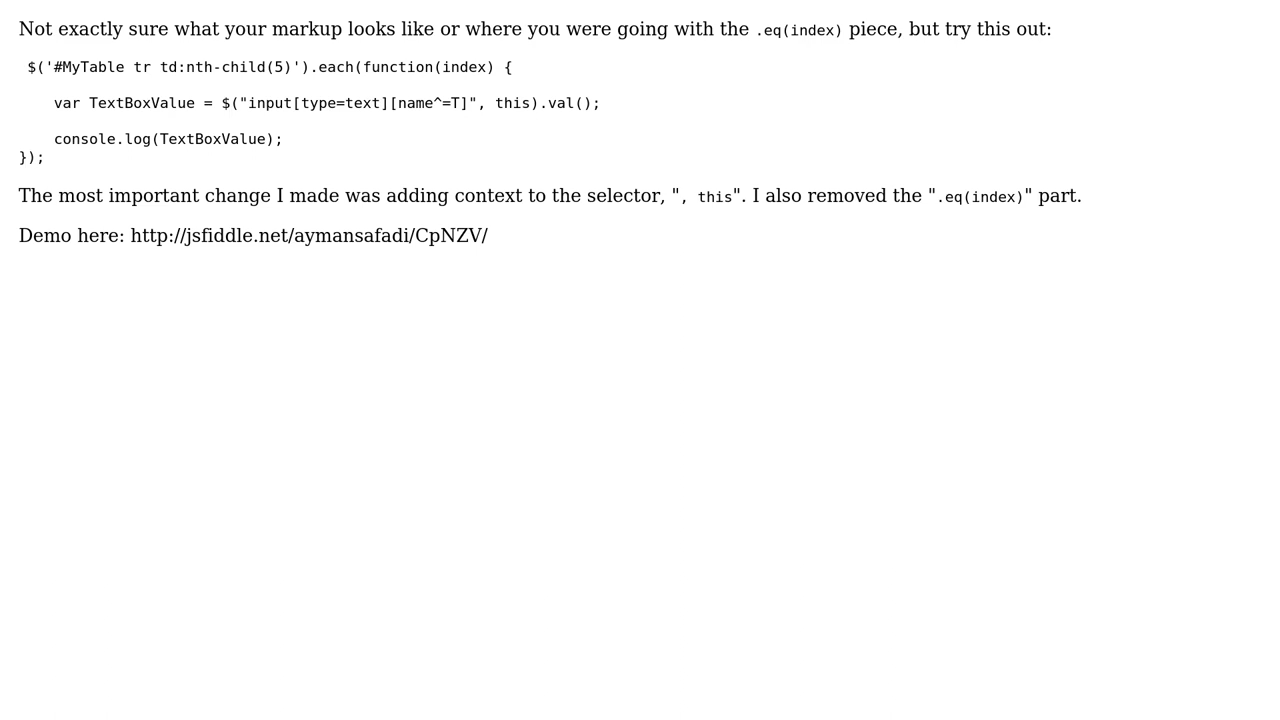 Not exactly sure what your markup looks like or where you were going with the .eq(index) piece, but try this out:
$('#MyTable tr td:nth-child(5)').each(function(index) {
var TextBoxValue = $("input[type=text][name^=T]", this).val();
console.log(TextBoxValue);
});
The most important change I made was adding context to the selector, ", this". I also removed the ".eq(index)" part.
Demo here: http://jsfiddle.net/aymansafadi/CpNZV/